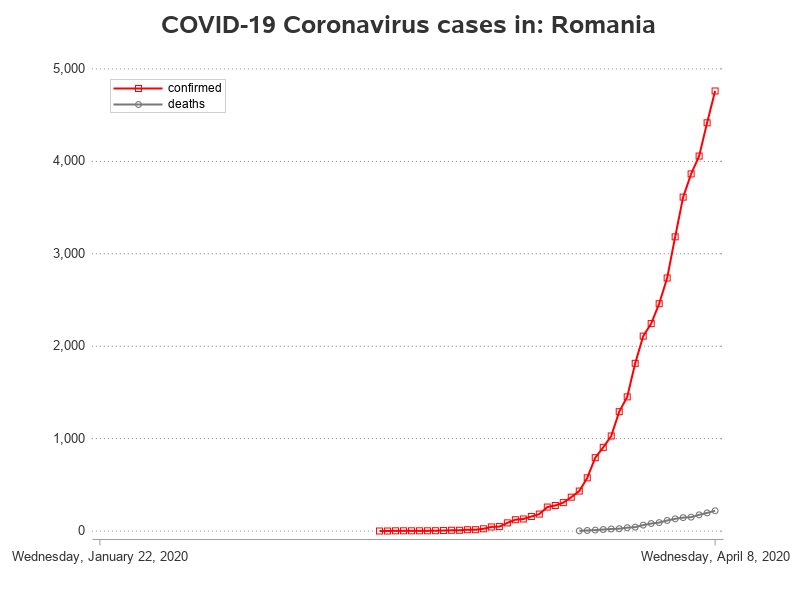 COVID-19 Coronavirus cases in: Romania
5,000
confirmed
deaths
4,000
3,000
2,000
1,000
0
Wednesday, January 22, 2020
Wednesday, April 8, 2020